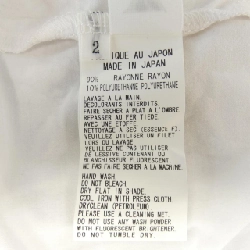 2
IQUE AU JAPON
MADE IN JAPAN
90% RAYONNE RAYON
10% POLYURETHANNE POLYURETHANE
LAVAGE A LA MAIN.
DECOLORANTS INTERDITS.
FAIRE SECHER A PLAT A L'OMBRE.
REPASSER AU FER TIEDE,
AVEC UNE ETOFFE.
NETTOYAGE A SEC (ESSENCE F).
VEUILLEZ UTILISER UN FILET
LORS DU LAVAGE.
VEUILLEZ NE PAS UTILISER
DE LESSIVE CONTENANT OU
BLANCHISSEUR FLUORESCENT
NE PAS SECHER EN MACHINE
HAND WASH
DO NOT BLEACH
DRY FLAT IN SHADE.
COOL IRON WITH PRESS CLOTH
DRYCLEAN (PETROLEUM)
PLEASE USE A CLEANING NET.
DO NOT USE ANY WASH POWDER
WITH FLUORESCENT BRIGHTENER.
DO NOT TUMBLE DRY